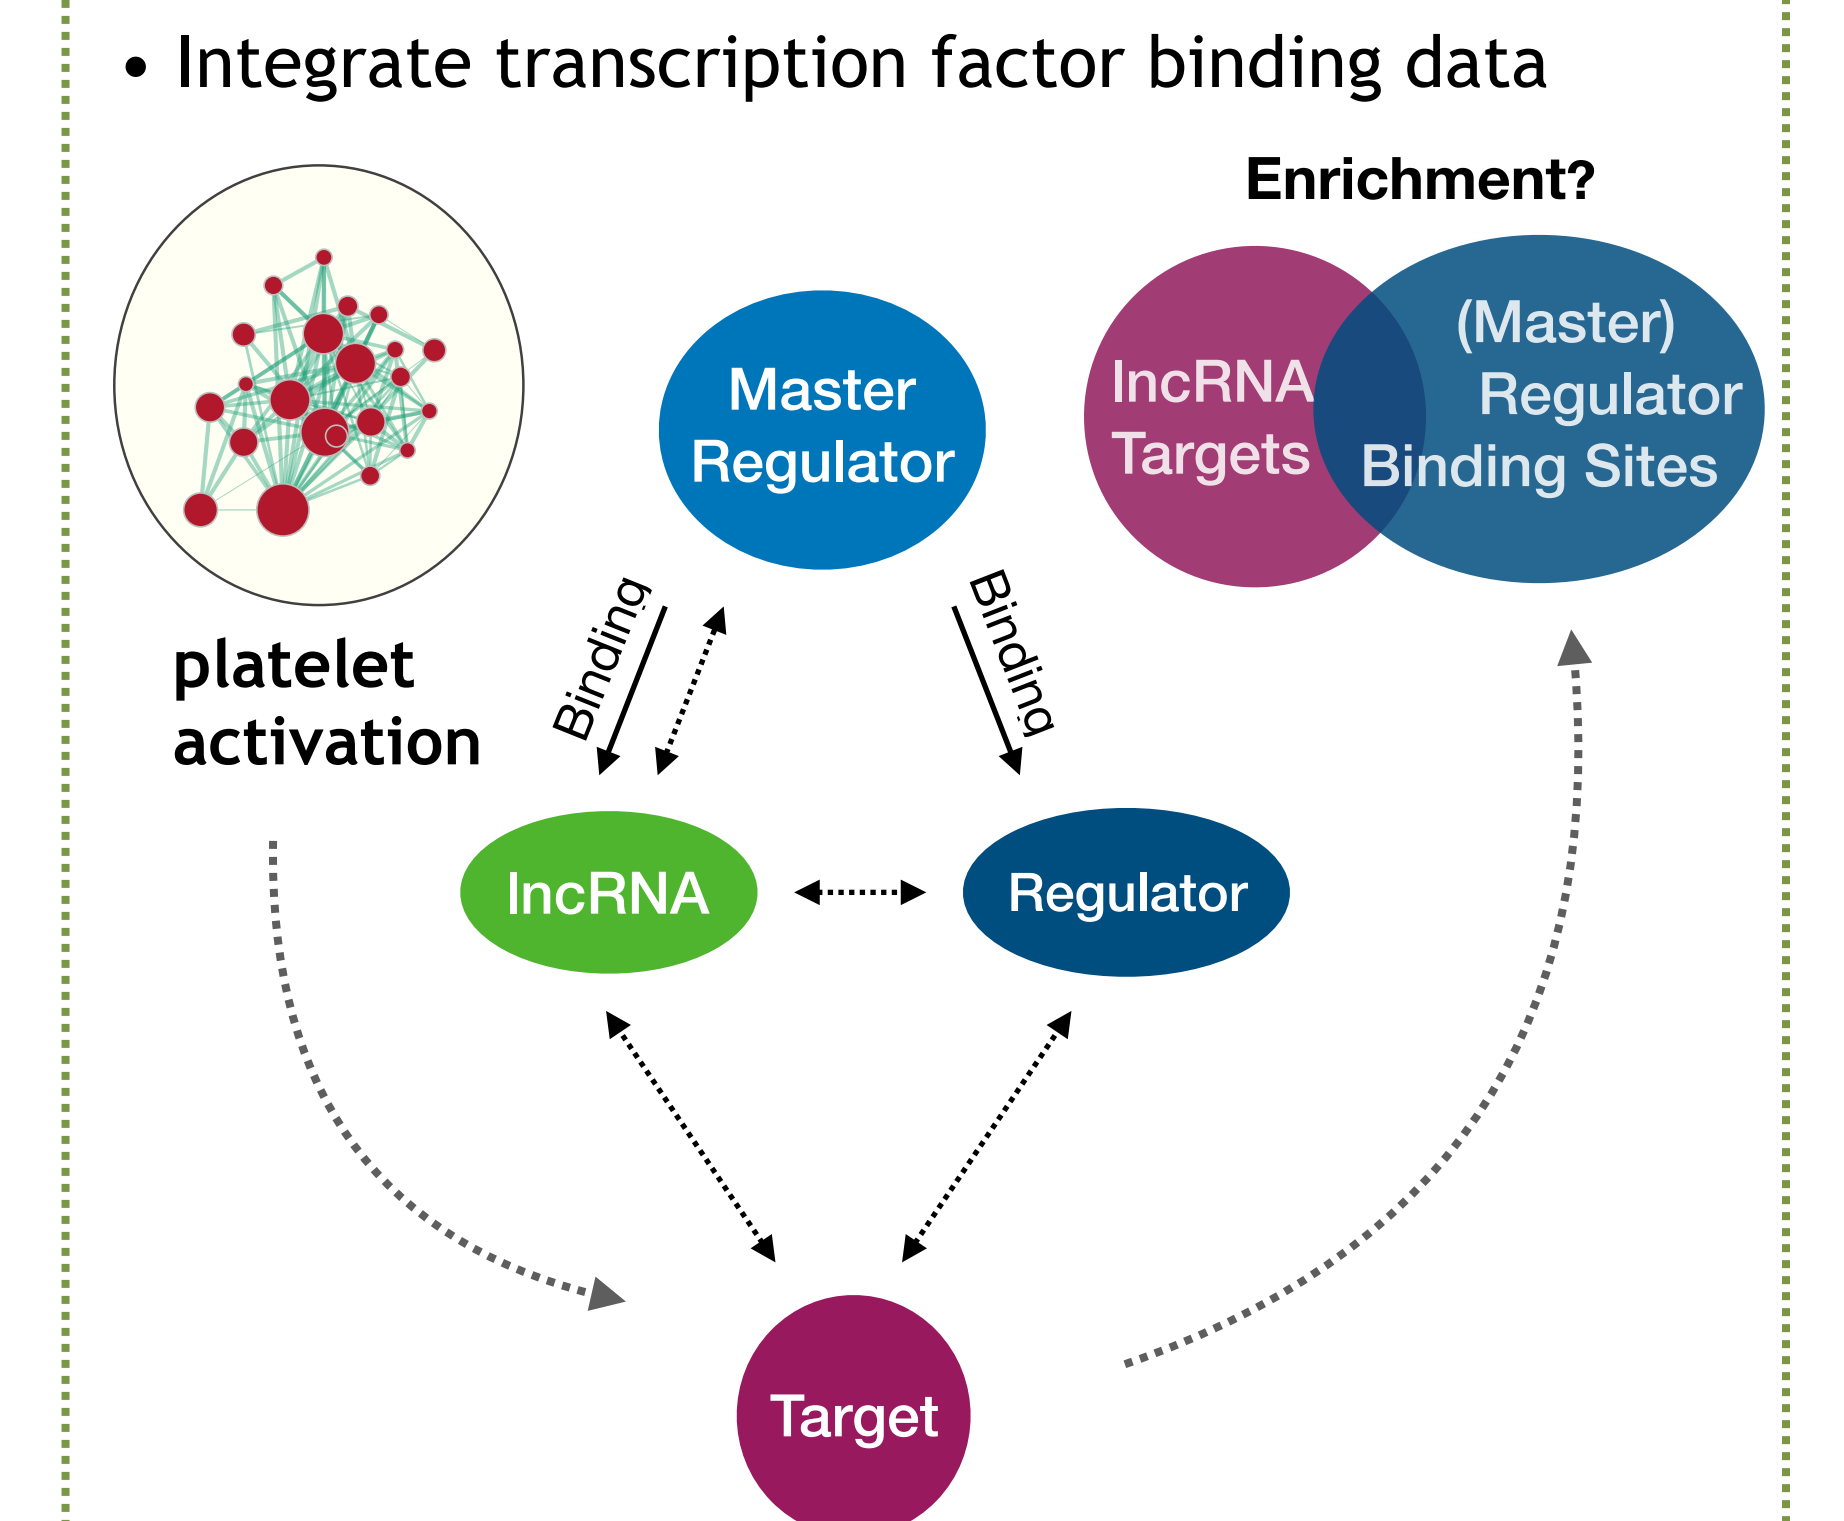 • Integrate transcription factor binding data
Enrichment?
Master
Regulator
lncRNA
Targets
(Master)
Regulator
Binding Sites
platelet
activation
Binding
Binding
lncRNA
Regulator
Target